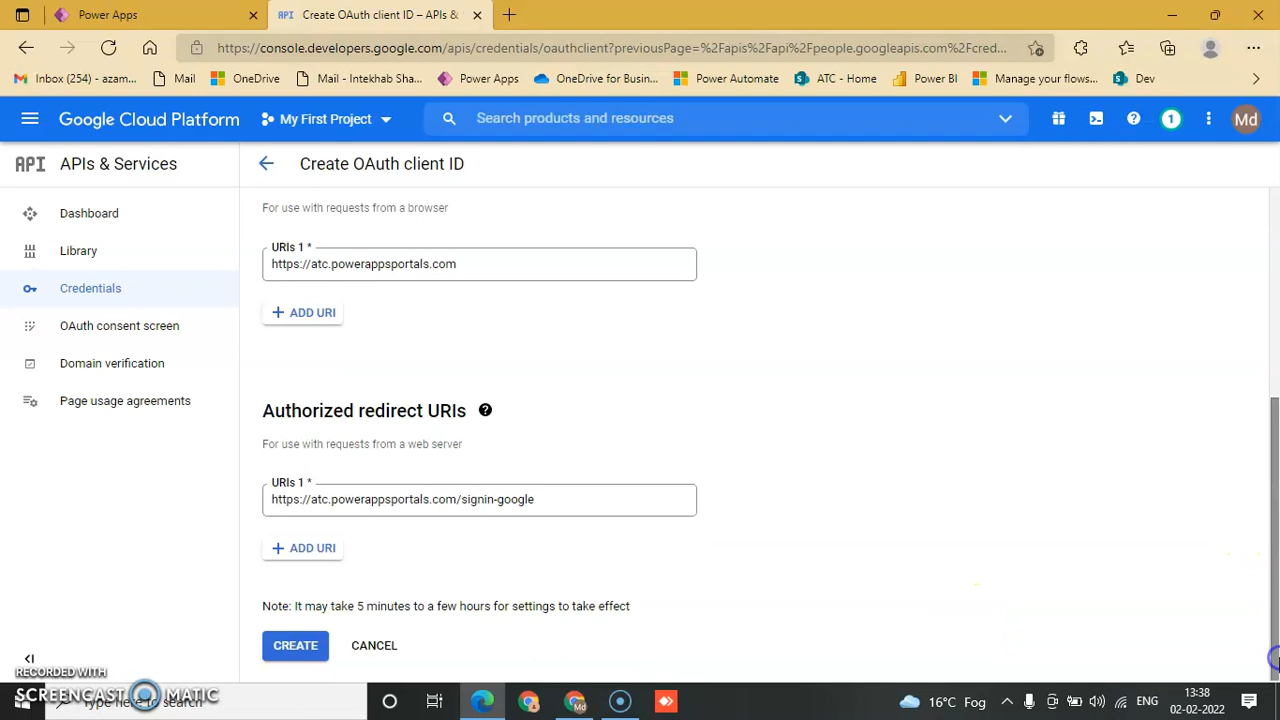 Power Apps
API Create OAuth client ID – APIs &
https://console.developers.google.com/apis/credentials/oauthclient?previousPage=%2Fapis%2Fapi%2Fpeople.googleapis.com%2Fcred...
Inbox (254) - azam...
Mail
OneDrive
Mail - Intekhab Sha...
Power Apps
OneDrive for Busin...
Power Automate
ATC - Home
Power BI
Manage your flows...
Dev
Google Cloud Platform
My First Project
Search products and resources
1
Md
API APIs & Services
Create OAuth client ID
Dashboard
Library
Credentials
OAuth consent screen
Domain verification
Page usage agreements
For use with requests from a browser
URIs 1 *
https://atc.powerappsportals.com
+ ADD URI
Authorized redirect URIs
For use with requests from a web server
URIs 1 *
https://atc.powerappsportals.com/signin-google
+ ADD URI
Note: It may take 5 minutes to a few hours for settings to take effect
CREATE
CANCEL
RECORDED WITH
SCREENCAST MATIC
Type here to search
16°C Fog
ENG
13:38
02-02-2022